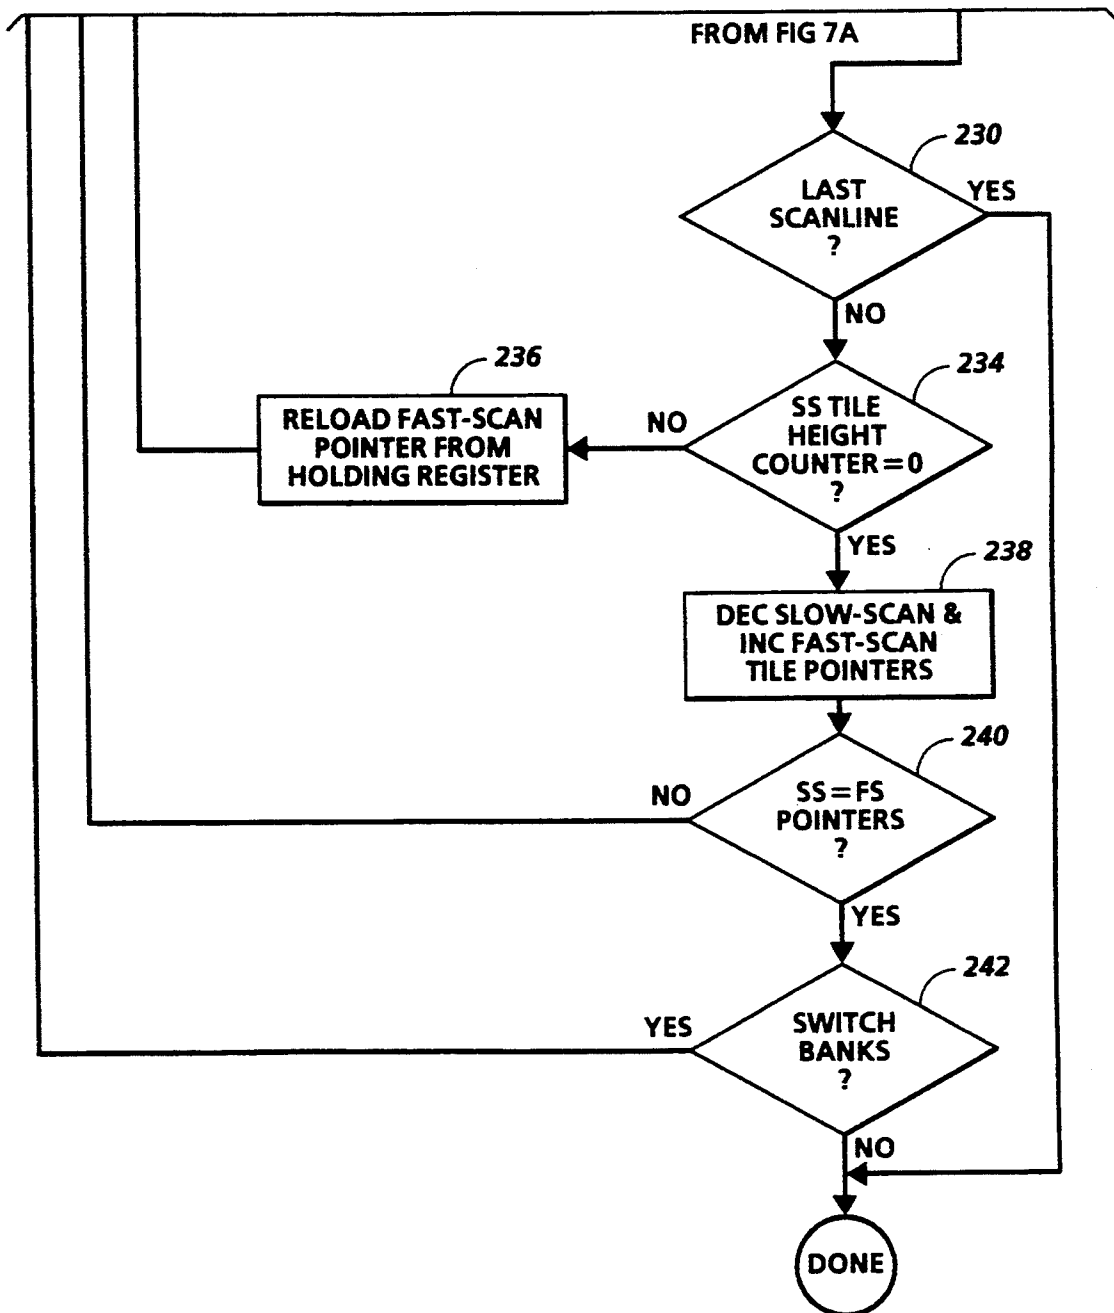 FROM FIG 7A
230
LAST
SCANLINE
?
YES
NO
236
RELOAD FAST-SCAN
POINTER FROM
HOLDING REGISTER
NO
234
SS TILE
HEIGHT
COUNTER=0
?
YES
238
DEC SLOW-SCAN &
INC FAST-SCAN
TILE POINTERS
240
NO
SS=FS
POINTERS
?
YES
242
YES
SWITCH
BANKS
?
NO
DONE